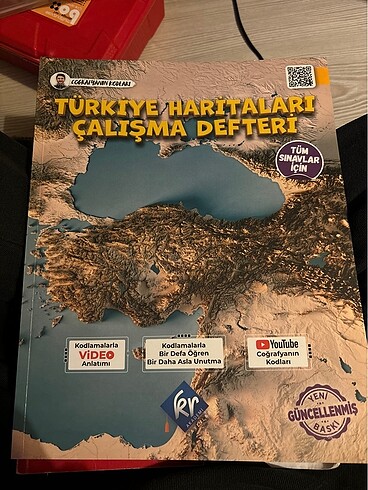 COĞRAFYANIN KODLARI
TÜRKİYE HARİTALARI
ÇALIŞMA DEFTERİ
TÜM
SINAVLAR
İÇİN
Kodlamalarla
VİDEO
Anlatımı
Kodlamalarla
Bir Defa Öğren
Bir Daha Asla Unutma
YouTube
Coğrafyanın
Kodları
kr
YENİ
GÜNCELLENMİŞ
BASKI